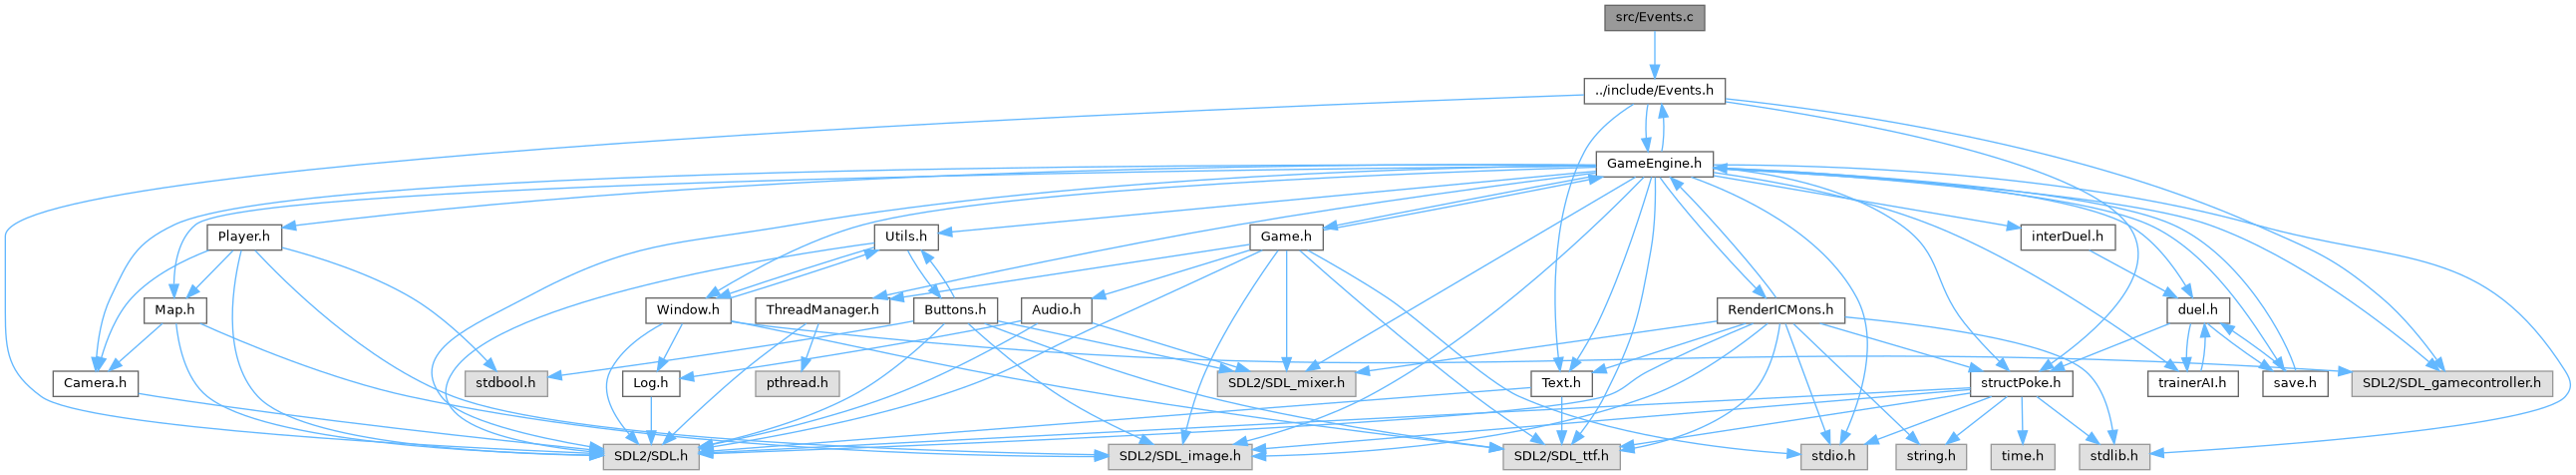 src/Events.c
../include/Events.h
GameEngine.h
Player.h
Utils.h
Game.h
interDuel.h
Map.h
Window.h
ThreadManager.h
Buttons.h
Audio.h
RenderICMons.h
duel.h
Camera.h
stdbool.h
Log.h
pthread.h
SDL2/SDL_mixer.h
Text.h
structPoke.h
trainerAI.h
save.h
SDL2/SDL_gamecontroller.h
SDL2/SDL.h
SDL2/SDL_image.h
SDL2/SDL_ttf.h
stdio.h
string.h
time.h
stdlib.h